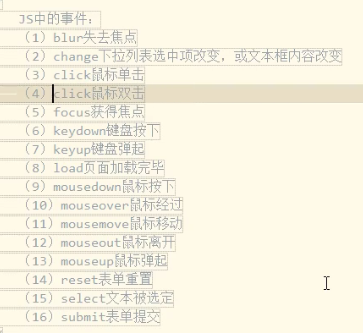 JS中的事件:
(1) blur失去焦点
(2) change下拉列表选中项改变, 或文本框内容改变
(3) click鼠标单击
(4) click鼠标双击
(5) focus获得焦点
(6) keydown键盘按下
(7) keyup键盘弹起
(8) load页面加载完毕
(9) mousedown鼠标按下
(10) mouseover鼠标经过
(11) mousemove鼠标移动
(12) mouseout鼠标离开
(13) mouseup鼠标弹起
(14) reset表单重置
(15) select文本被选定
(16) submit表单提交